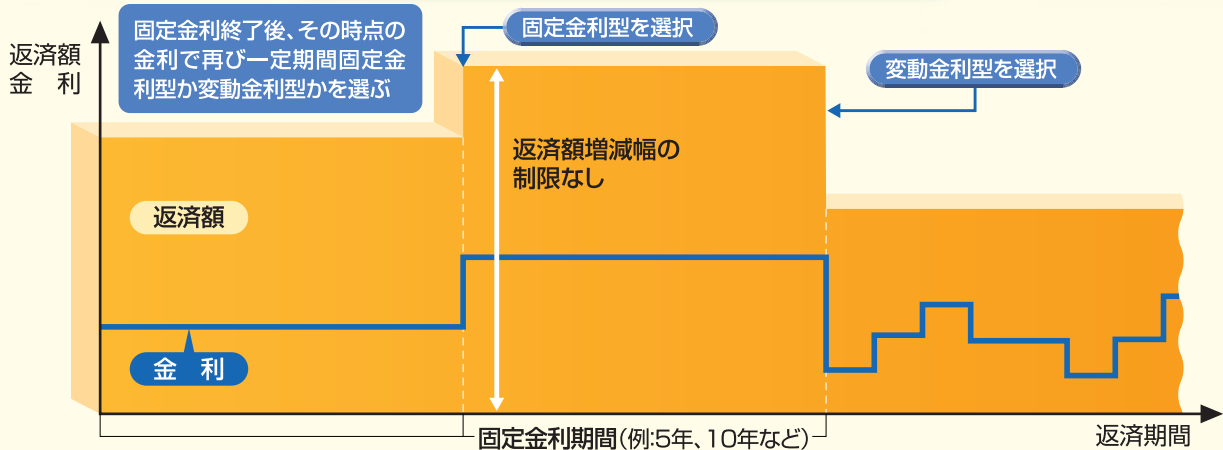 返済額
金　利
固定金利終了後、その時点の
金利で再び一定期間固定金
利型か変動金利型かを選ぶ
固定金利型を選択
変動金利型を選択
返済額増減幅の
制限なし
返済額
金　利
固定金利期間(例:5年、10年など)
返済期間